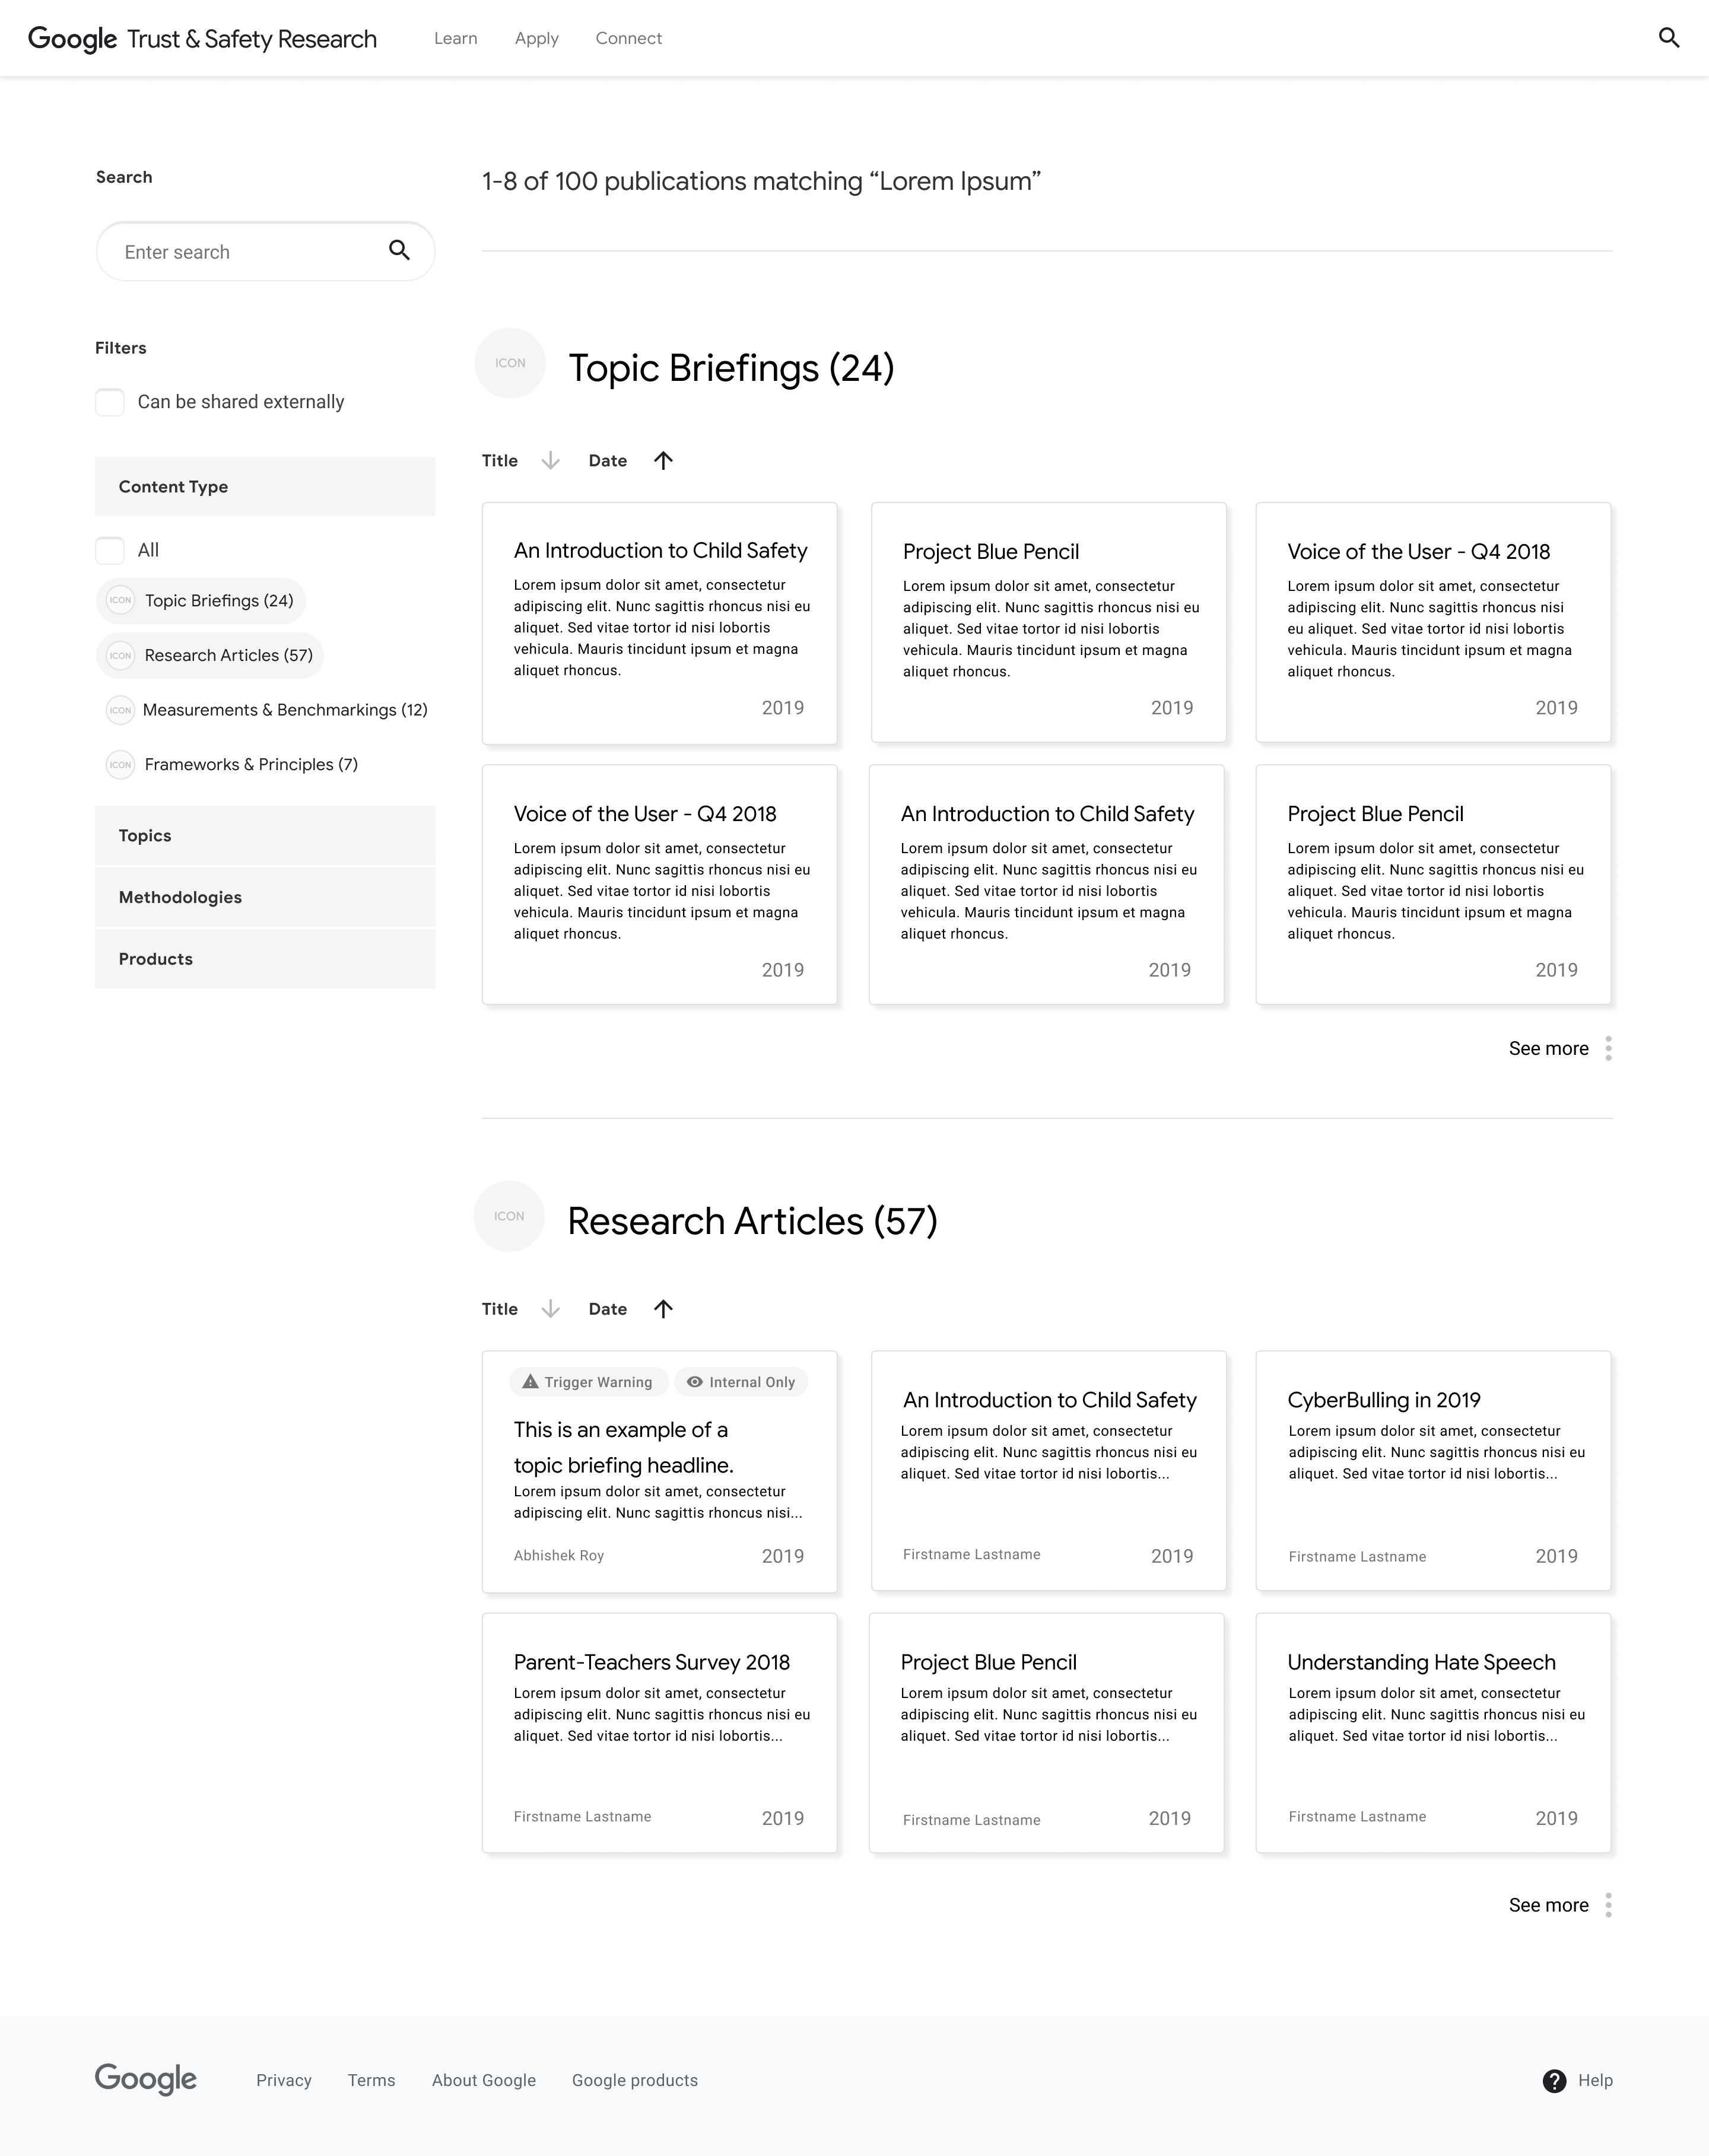 Google Trust & Safety Research Learn Apply Connect
Search
Enter search
Filters
Can be shared externally
Content Type
All
ICON Topic Briefings (24)
ICON Research Articles (57)
ICON Measurements & Benchmarkings (12)
ICON Frameworks & Principles (7)
Topics
Methodologies
Products
1-8 of 100 publications matching “Lorem Ipsum”
ICON Topic Briefings (24)
Title Date
An Introduction to Child Safety
Lorem ipsum dolor sit amet, consectetur
adipiscing elit. Nunc sagittis rhoncus nisi eu
aliquet. Sed vitae tortor id nisi lobortis
vehicula. Mauris tincidunt ipsum et magna
aliquet rhoncus.
2019
Project Blue Pencil
Lorem ipsum dolor sit amet, consectetur
adipiscing elit. Nunc sagittis rhoncus nisi eu
aliquet. Sed vitae tortor id nisi lobortis
vehicula. Mauris tincidunt ipsum et magna
aliquet rhoncus.
2019
Voice of the User - Q4 2018
Lorem ipsum dolor sit amet, consectetur
adipiscing elit. Nunc sagittis rhoncus nisi
eu aliquet. Sed vitae tortor id nisi lobortis
vehicula. Mauris tincidunt ipsum et magna
aliquet rhoncus.
2019
Voice of the User - Q4 2018
Lorem ipsum dolor sit amet, consectetur
adipiscing elit. Nunc sagittis rhoncus nisi eu
aliquet. Sed vitae tortor id nisi lobortis
vehicula. Mauris tincidunt ipsum et magna
aliquet rhoncus.
2019
An Introduction to Child Safety
Lorem ipsum dolor sit amet, consectetur
adipiscing elit. Nunc sagittis rhoncus nisi eu
aliquet. Sed vitae tortor id nisi lobortis
vehicula. Mauris tincidunt ipsum et magna
aliquet rhoncus.
2019
Project Blue Pencil
Lorem ipsum dolor sit amet, consectetur
adipiscing elit. Nunc sagittis rhoncus nisi eu
aliquet. Sed vitae tortor id nisi lobortis
vehicula. Mauris tincidunt ipsum et magna
aliquet rhoncus.
2019
See more
ICON Research Articles (57)
Title Date
Trigger Warning Internal Only
This is an example of a
topic briefing headline.
Lorem ipsum dolor sit amet, consectetur
adipiscing elit. Nunc sagittis rhoncus nisi...
Abhishek Roy 2019
An Introduction to Child Safety
Lorem ipsum dolor sit amet, consectetur
adipiscing elit. Nunc sagittis rhoncus nisi eu
aliquet. Sed vitae tortor id nisi lobortis...
Firstname Lastname 2019
CyberBulling in 2019
Lorem ipsum dolor sit amet, consectetur
adipiscing elit. Nunc sagittis rhoncus nisi eu
aliquet. Sed vitae tortor id nisi lobortis...
Firstname Lastname 2019
Parent-Teachers Survey 2018
Lorem ipsum dolor sit amet, consectetur
adipiscing elit. Nunc sagittis rhoncus nisi eu
aliquet. Sed vitae tortor id nisi lobortis...
Firstname Lastname 2019
Project Blue Pencil
Lorem ipsum dolor sit amet, consectetur
adipiscing elit. Nunc sagittis rhoncus nisi eu
aliquet. Sed vitae tortor id nisi lobortis...
Firstname Lastname 2019
Understanding Hate Speech
Lorem ipsum dolor sit amet, consectetur
adipiscing elit. Nunc sagittis rhoncus nisi eu
aliquet. Sed vitae tortor id nisi lobortis...
Firstname Lastname 2019
See more
Google Privacy Terms About Google Google products Help